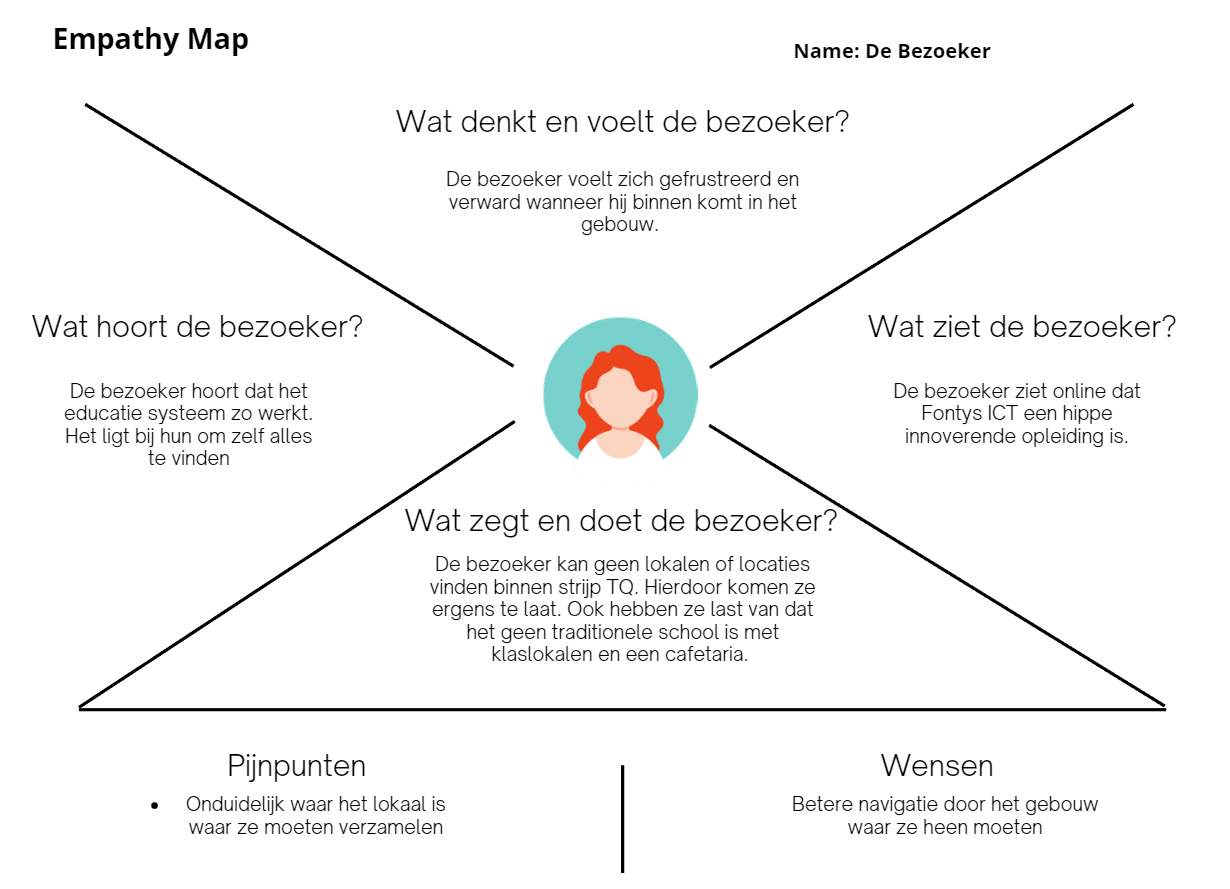 Empathy Map
Name: De Bezoeker
Wat denkt en voelt de bezoeker?
De bezoeker voelt zich gefrustreerd en
verward wanneer hij binnen komt in het
gebouw.
Wat hoort de bezoeker?
De bezoeker hoort dat het
educatie systeem zo werkt.
Het ligt bij hun om zelf alles
te vinden
Wat ziet de bezoeker?
De bezoeker ziet online dat
Fontys ICT een hippe
innoverende opleiding is.
Wat zegt en doet de bezoeker?
De bezoeker kan geen lokalen of locaties
vinden binnen strijp TQ. Hierdoor komen ze
ergens te laat. Ook hebben ze last van dat
het geen traditionele school is met
klaslokalen en een cafetaria.
Pijnpunten
• Onduidelijk waar het lokaal is
waar ze moeten verzamelen
Wensen
Betere navigatie door het gebouw
waar ze heen moeten